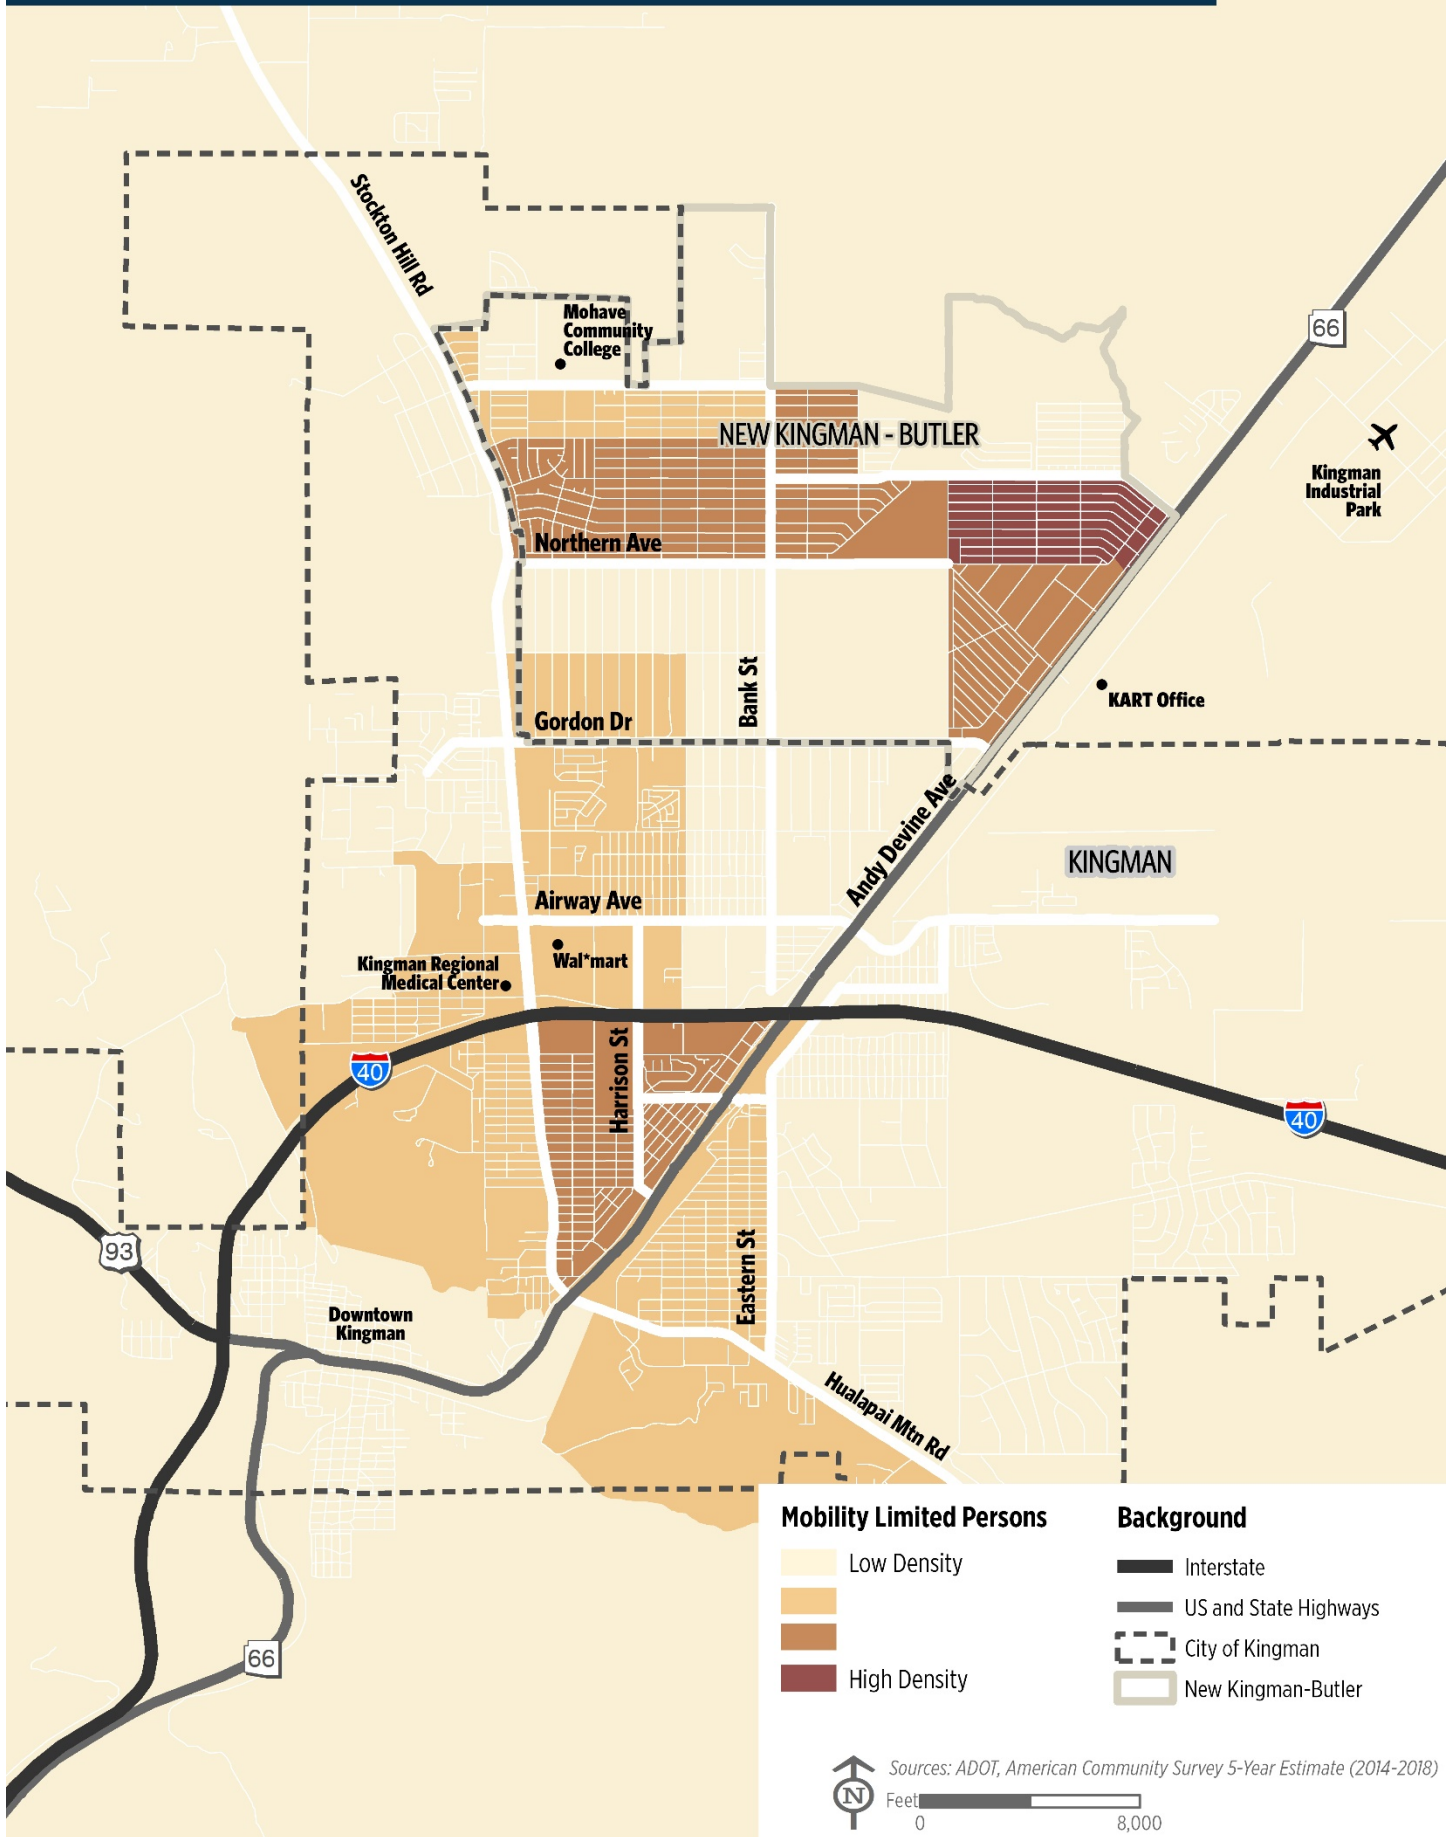 Stockton Hill Rd
Mohave
Community
College
66
NEW KINGMAN - BUTLER
Kingman
Industrial
Park
Northern Ave
Bank St
KART Office
Gordon Dr
Andy Devine Ave
KINGMAN
Airway Ave
Wal*mart
Kingman Regional
Medical Center
Harrison St
40
40
93
Eastern St
Downtown
Kingman
Hualapai Mtn Rd
66
Mobility Limited Persons
Low Density
High Density
Background
Interstate
US and State Highways
City of Kingman
New Kingman-Butler
Sources: ADOT, American Community Survey 5-Year Estimate (2014-2018)
N
Feet
0
8,000